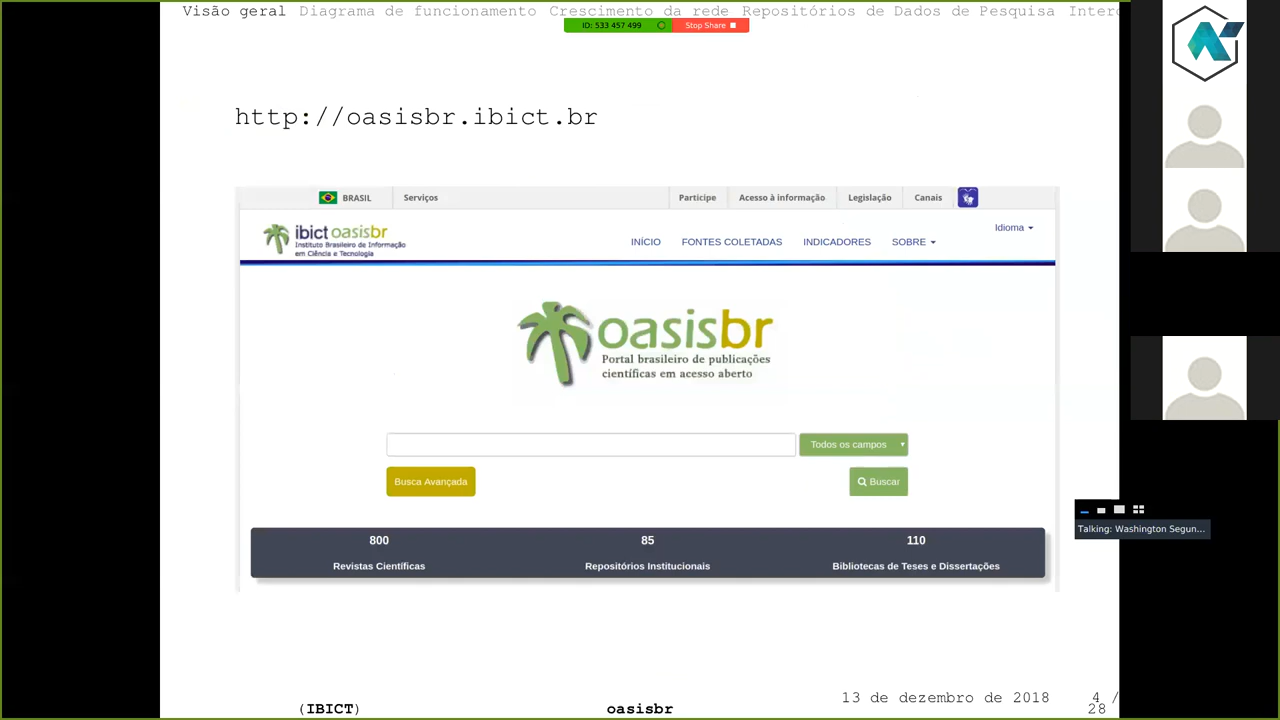 Visão geral Diagrama de funcionamento Crescimento da rede Repositórios de Dados de Pesquisa
ID: 533 457 499 Stop Share
http://oasisbr.ibict.br
BRASIL Serviços Participe Acesso à informação Legislação Canais
ibict oasisbr
Instituto Brasileiro de Informação
em Ciência e Tecnologia
INÍCIO FONTES COLETADAS INDICADORES SOBRE
Idioma
oasisbr
Portal brasileiro de publicações
científicas em acesso aberto
Todos os campos
Busca Avançada Buscar
800 85 110
Revistas Científicas Repositórios Institucionais Bibliotecas de Teses e Dissertações
Talking: Washington Segun...
(IBICT) oasisbr 13 de dezembro de 2018 4 /
28